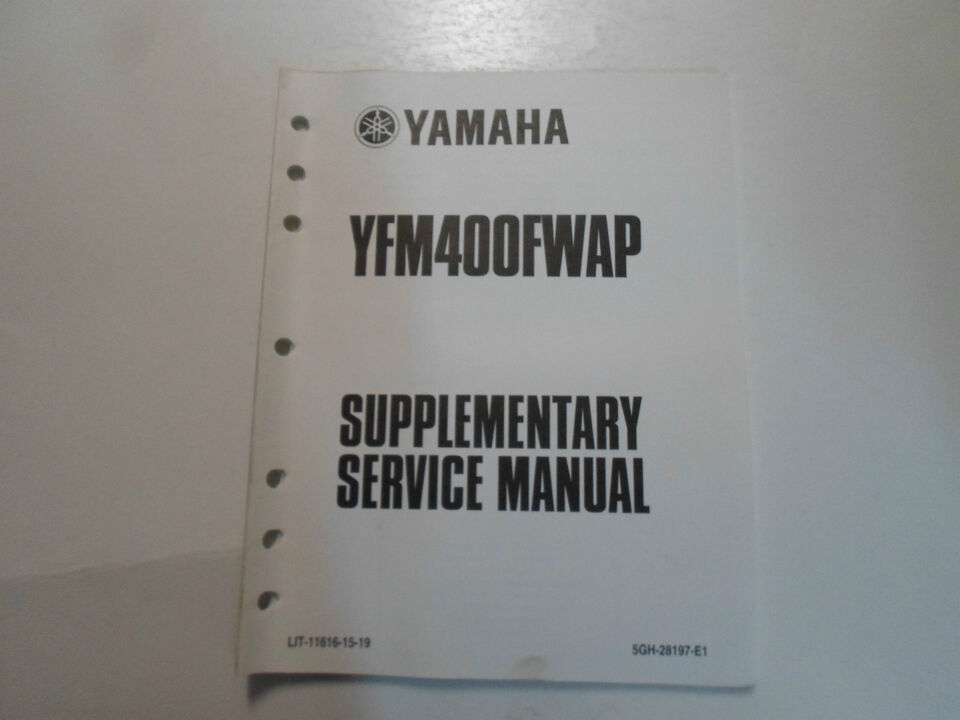 YAMAHA
YFM400FWAP
SUPPLEMENTARY
SERVICE MANUAL
LIT-11616-15-19
5GH-28197-E1